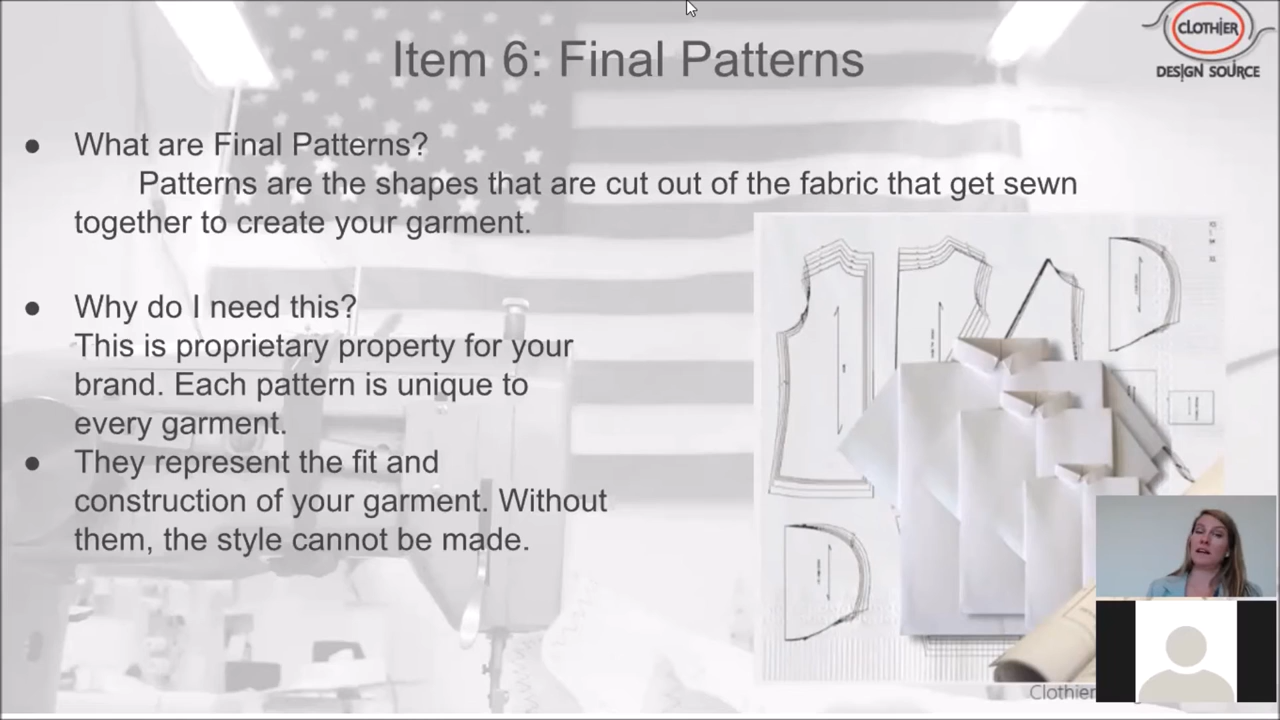 Item 6: Final Patterns
CLOTHIER
DESIGN SOURCE
● What are Final Patterns?
Patterns are the shapes that are cut out of the fabric that get sewn
together to create your garment.
● Why do I need this?
This is proprietary property for your
brand. Each pattern is unique to
every garment.
● They represent the fit and
construction of your garment. Without
them, the style cannot be made.
Clothier